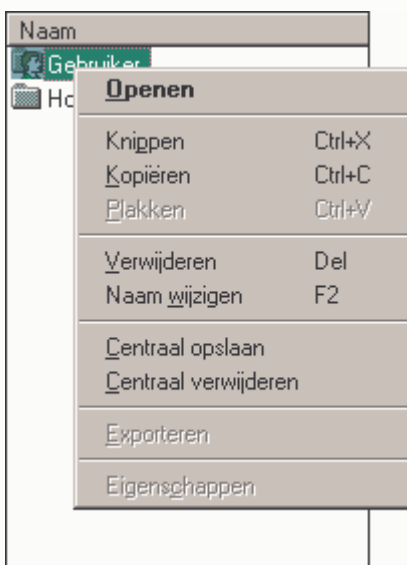 Naam
Gebruiker
Openen
Knippen Ctrl+X
Kopiëren Ctrl+C
Plakken Ctrl+V
Verwijderen Del
Naam wijzigen F2
Centraal opslaan
Centraal verwijderen
Exporteren
Eigenschappen